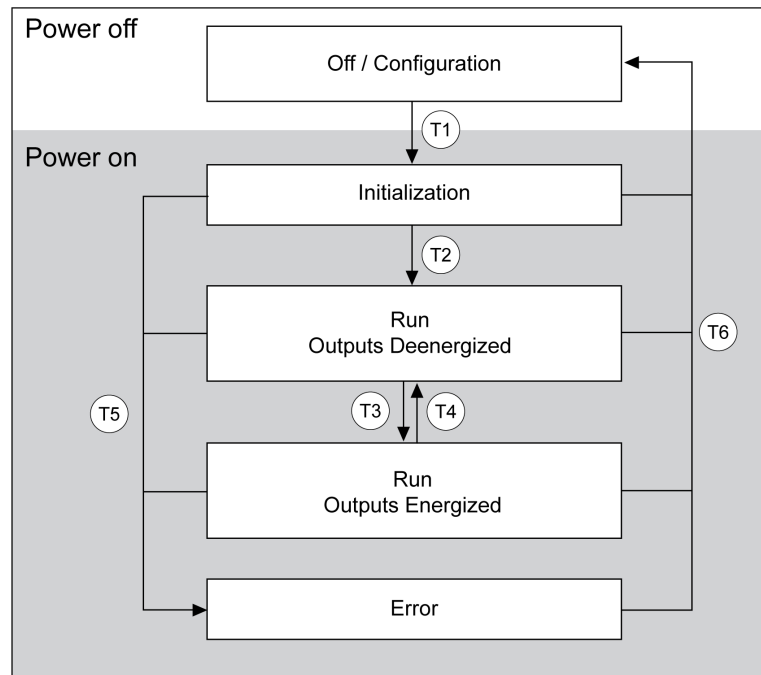 Power off
Off / Configuration
T1
Power on
Initialization
T2
Run
Outputs Deenergized
T6
T5
T3
T4
Run
Outputs Energized
Error